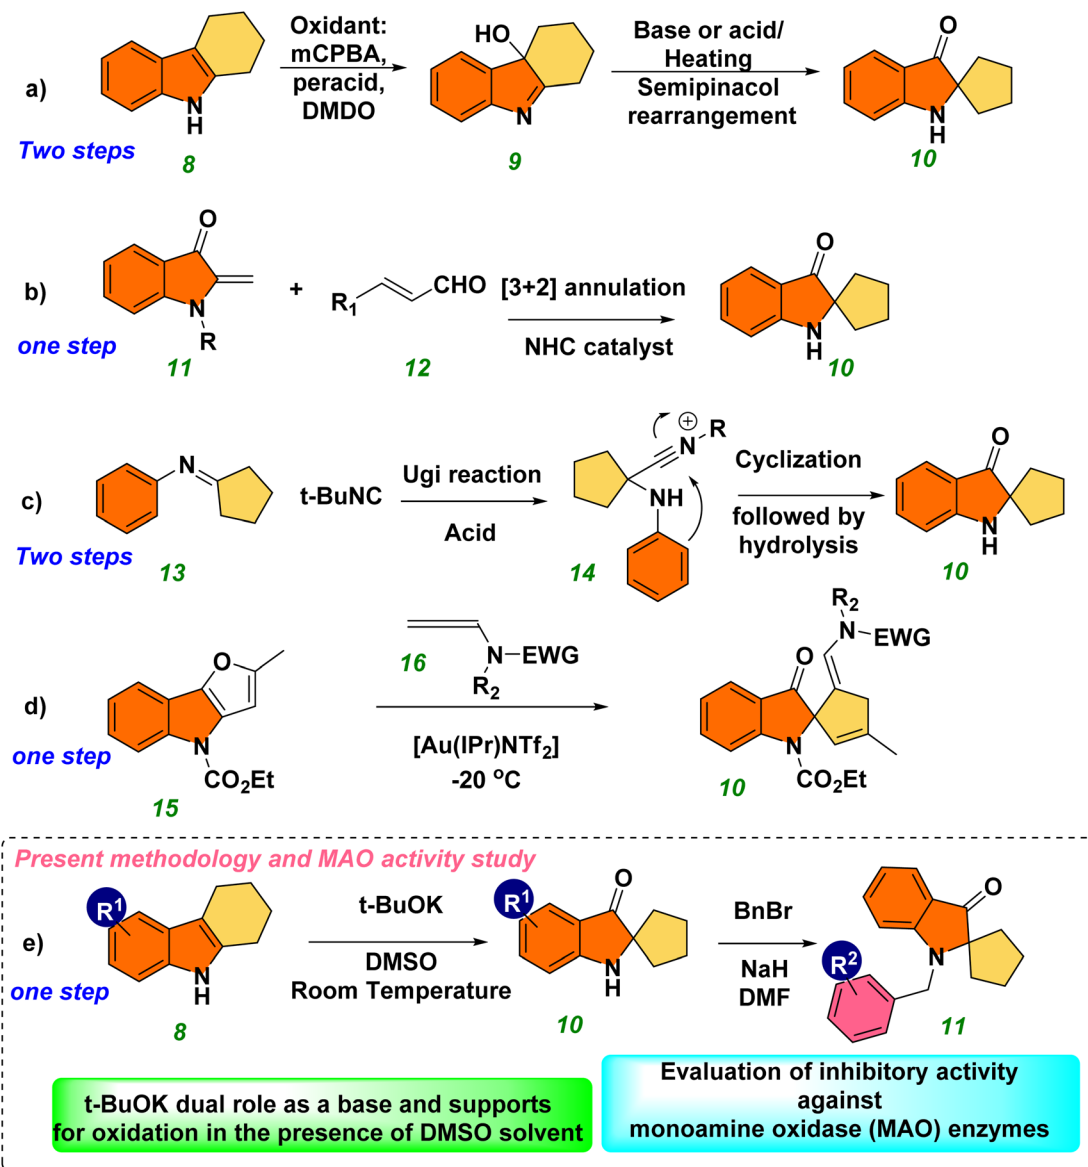 a)
Two steps
N
H
8
Oxidant:
mCPBA,
peracid,
DMDO
HO
N
9
Base or acid/
Heating
Semipinacol
rearrangement
O
N
H
10
b)
one step
O
N
R
11
+
R1
CHO
12
[3+2] annulation
NHC catalyst
O
N
H
10
c)
Two steps
N
13
t-BuNC
Ugi reaction
Acid
⊕
N
R
NH
14
Cyclization
followed by
hydrolysis
O
N
H
10
d)
one step
O
N
CO2Et
15
16
N
EWG
R2
[Au(IPr)NTf2]
-20 °C
R2
N
EWG
O
N
CO2Et
10
Present methodology and MAO activity study
e)
one step
R1
N
H
8
t-BuOK
DMSO
Room Temperature
R1
O
N
H
10
BnBr
NaH
DMF
O
N
R2
11
t-BuOK dual role as a base and supports
for oxidation in the presence of DMSO solvent
Evaluation of inhibitory activity
against
monoamine oxidase (MAO) enzymes